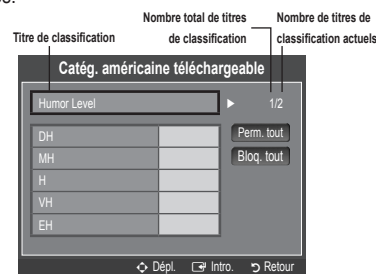 Nombre total de titres
de classification
Nombre de titres de
classification actuels
Titre de classification
Catég. américaine téléchargeable
Humor Level
1/2
DH
MH
H
VH
EH
Perm. tout
Bloq. tout
Dépl.
Intro.
Retour